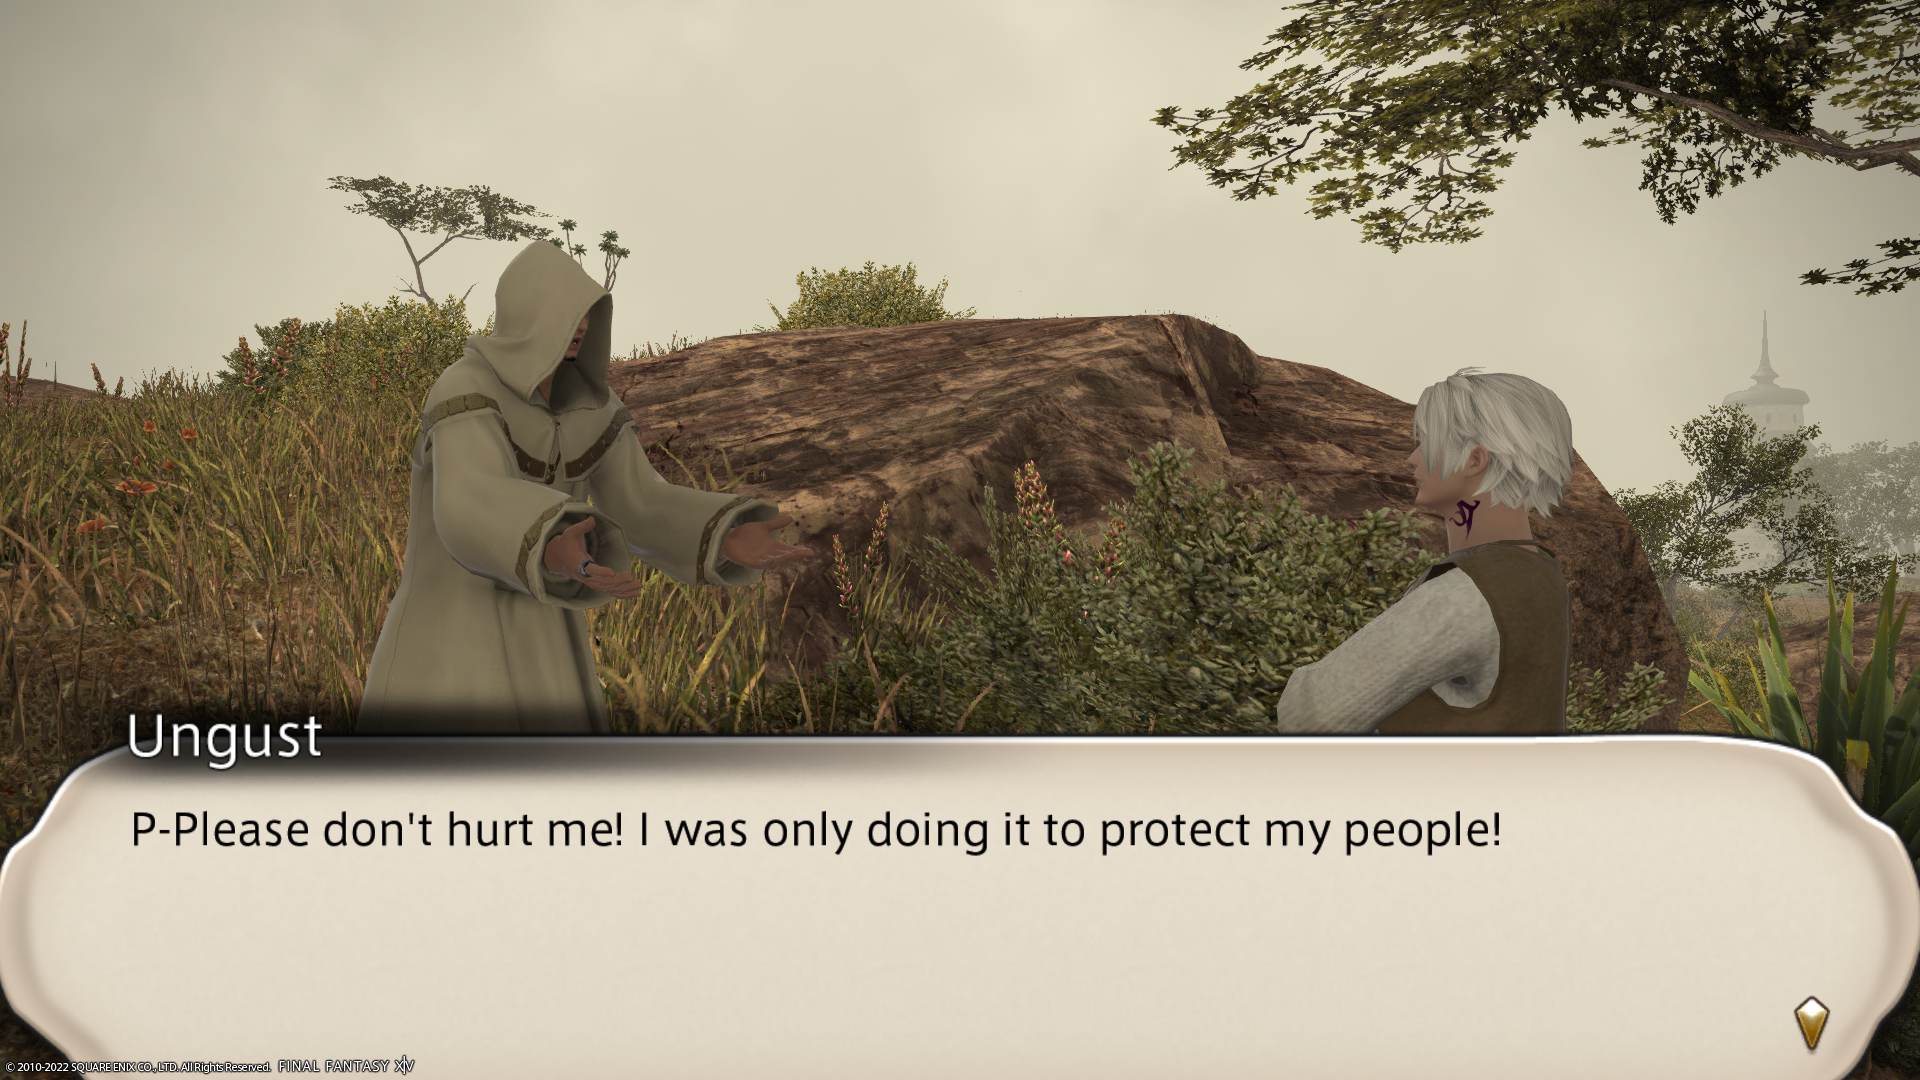 Ungust
P-Please don't hurt me! I was only doing it to protect my people!
© 2010-2022 SQUARE ENIX CO., LTD. All Rights Reserved. FINAL FANTASY XIV